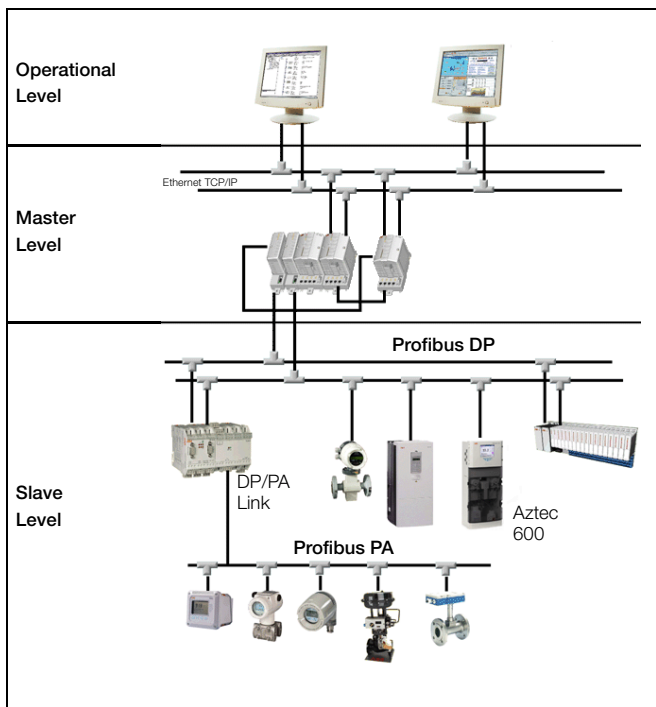 Operational
Level
Ethernet TCP/IP
Master
Level
Profibus DP
DP/PA
Link
Aztec
600
Slave
Level
Profibus PA